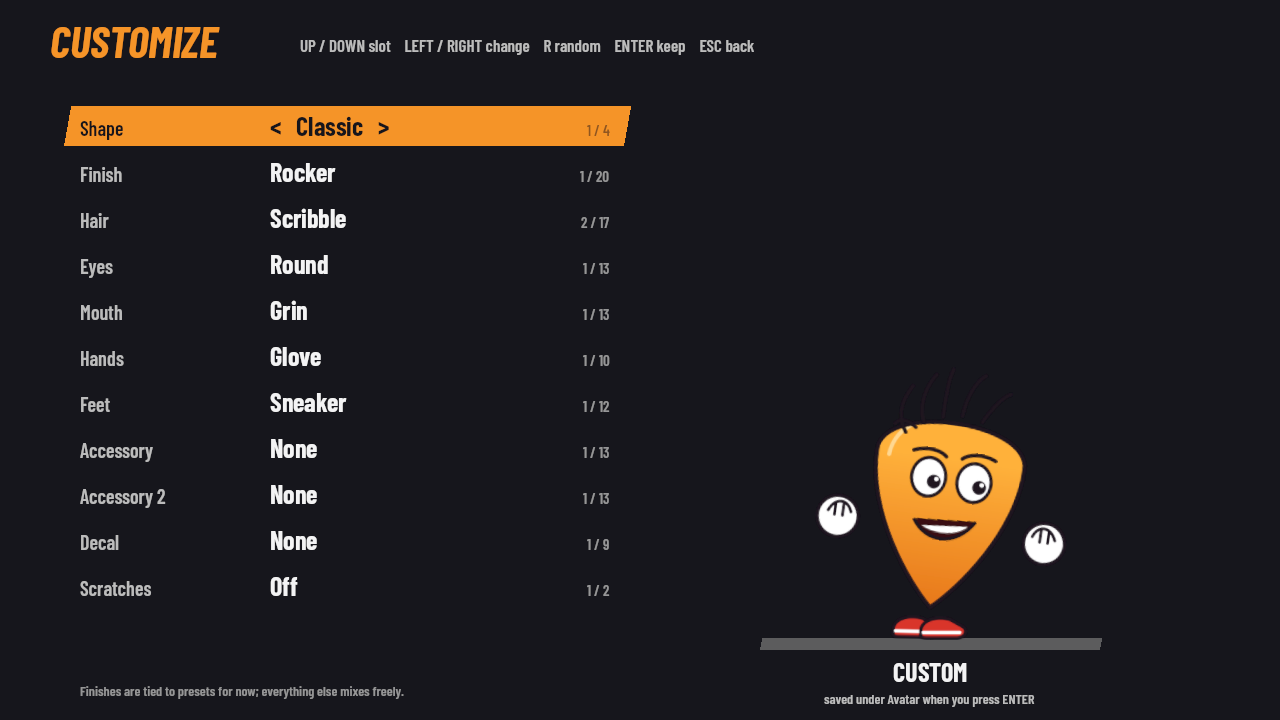 CUSTOMIZE
UP / DOWN slot LEFT / RIGHT change R random ENTER keep ESC back
Shape < Classic > 1 / 4
Finish Rocker 1 / 20
Hair Scribble 2 / 17
Eyes Round 1 / 13
Mouth Grin 1 / 13
Hands Glove 1 / 10
Feet Sneaker 1 / 12
Accessory None 1 / 13
Accessory 2 None 1 / 13
Decal None 1 / 9
Scratches Off 1 / 2
Finishes are tied to presets for now; everything else mixes freely.
CUSTOM
saved under Avatar when you press ENTER